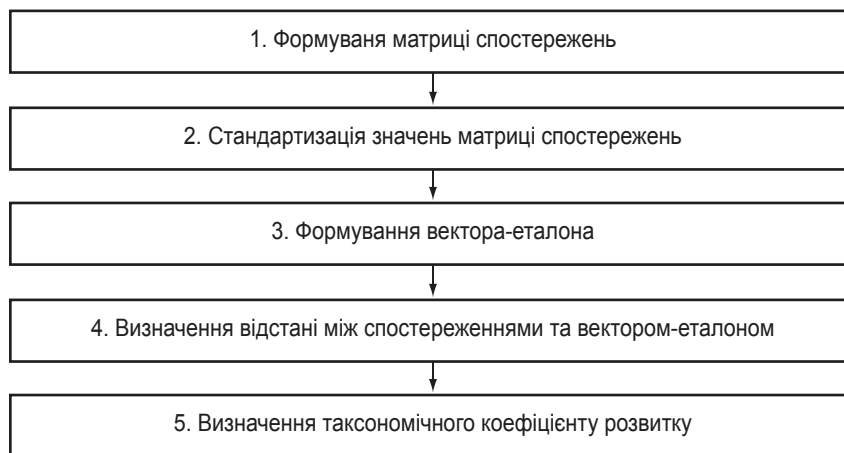 1. Формуваня матриці спостережень
2. Стандартизація значень матриці спостережень
3. Формування вектора-еталона
4. Визначення відстані між спостереженнями та вектором-еталоном
5. Визначення таксономічного коефіцієнту розвитку